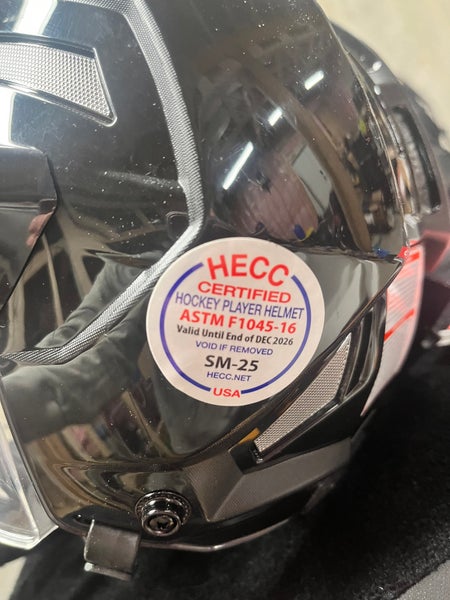 HECC
CERTIFIED
HOCKEY PLAYER HELMET
ASTM F1045-16
Valid Until End of DEC 2026
VOID IF REMOVED
SM-25
HECC.NET
USA